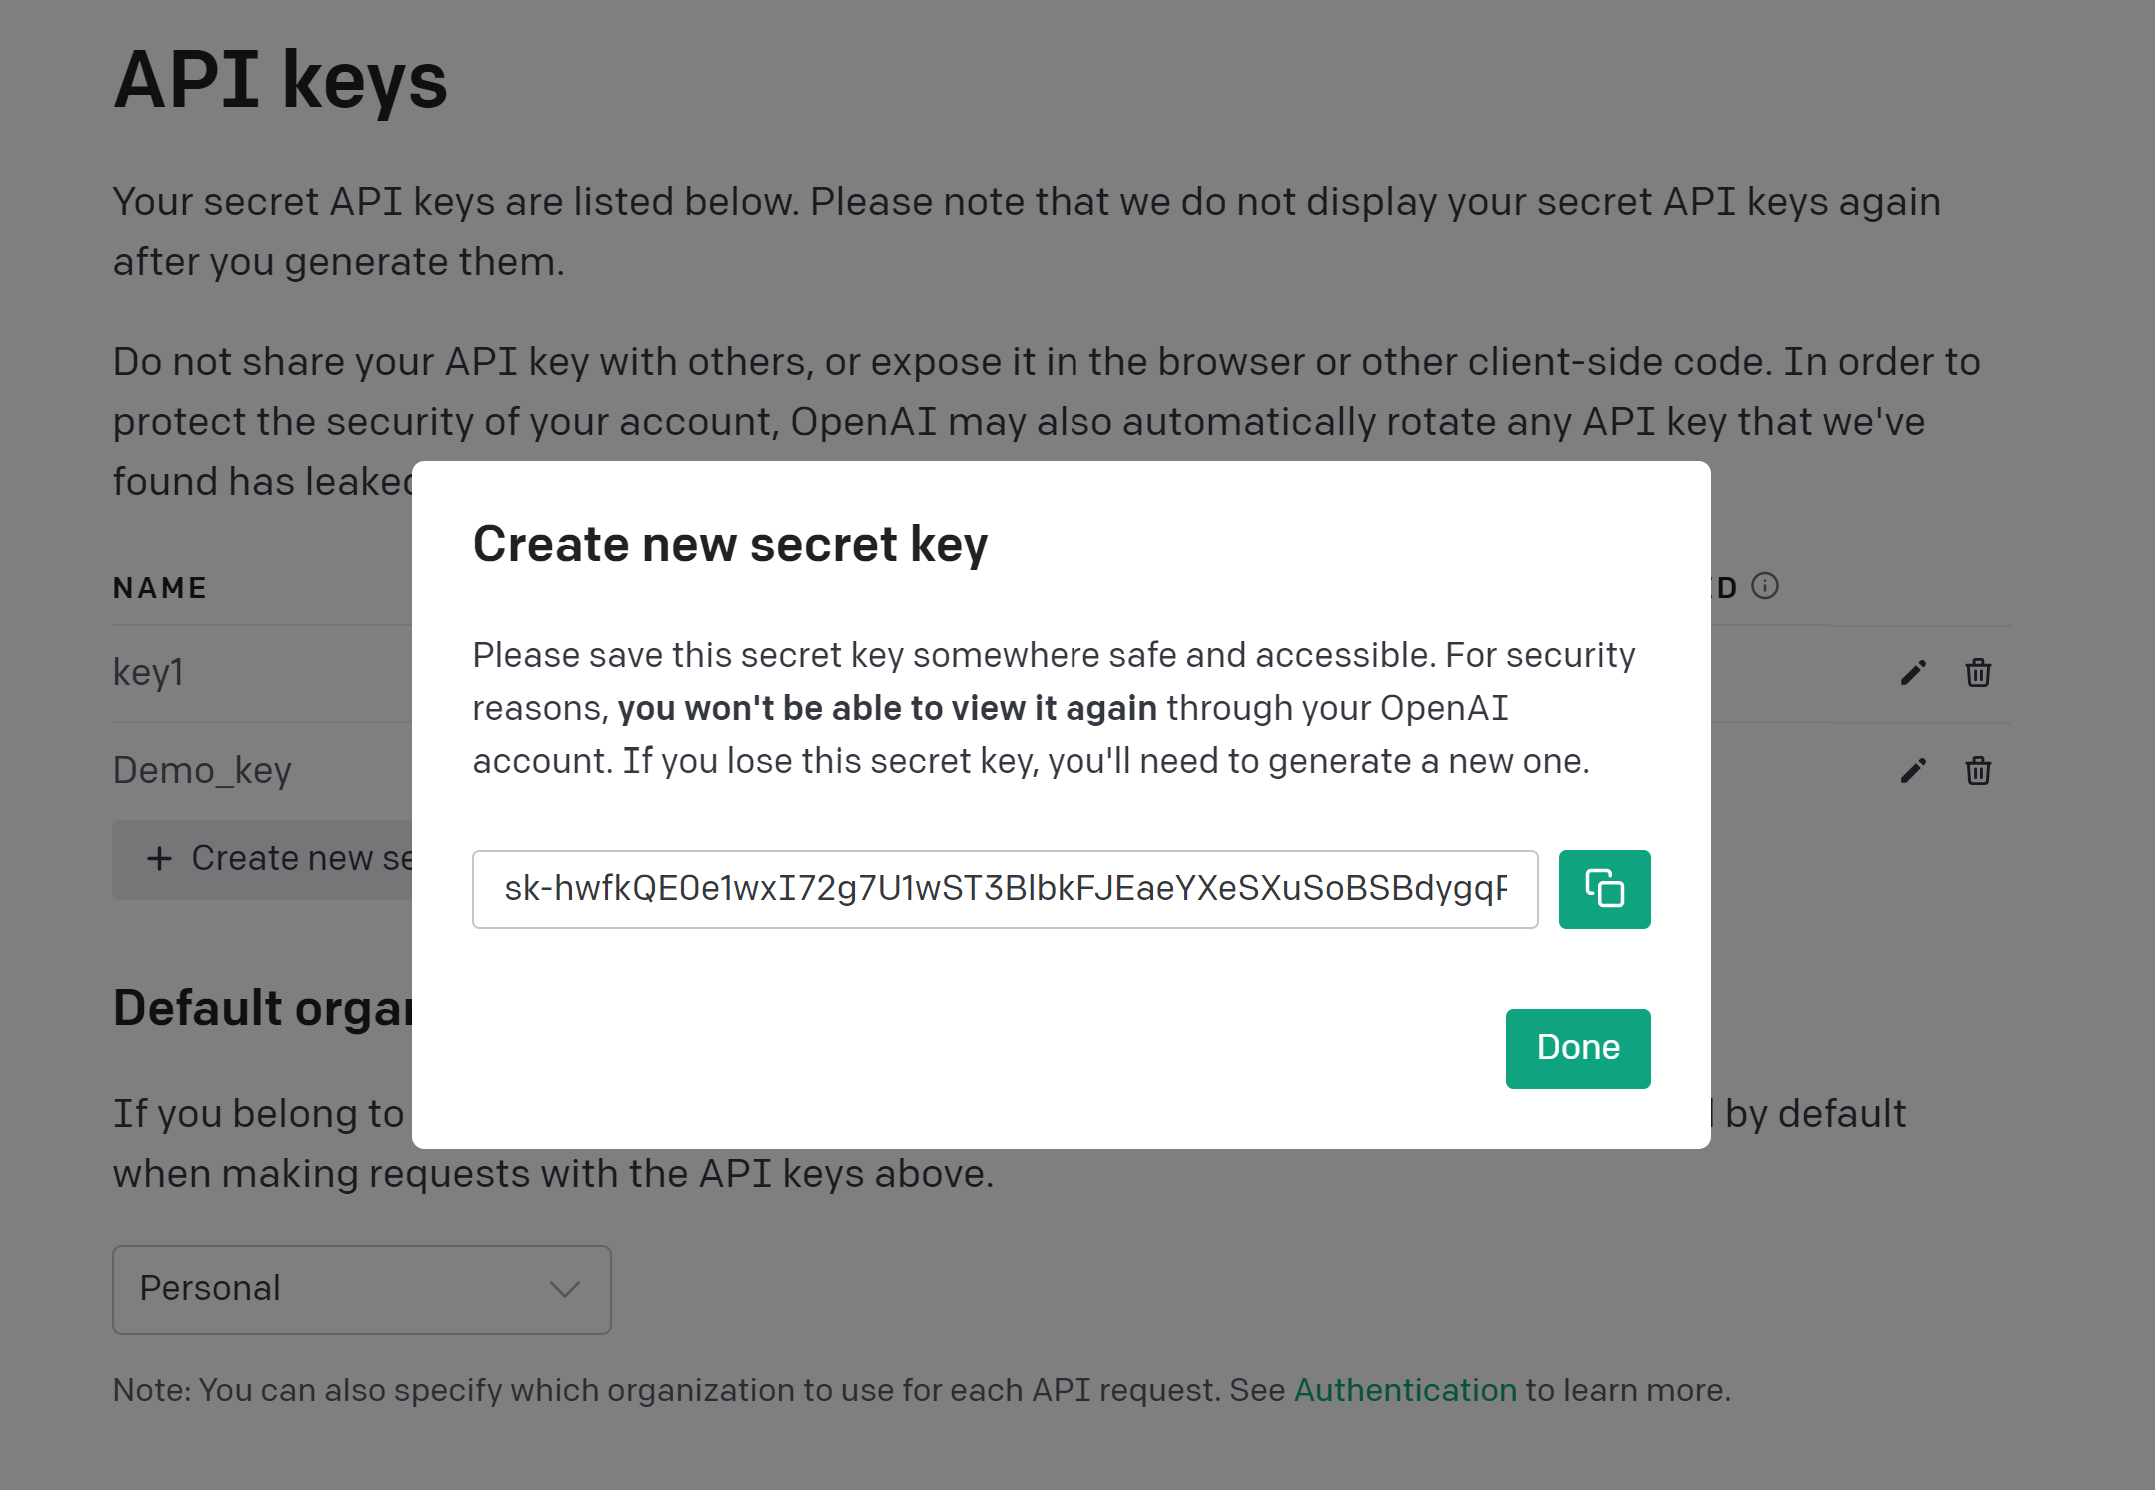 API keys
Your secret API keys are listed below. Please note that we do not display your secret API keys again
after you generate them.
Do not share your API key with others, or expose it in the browser or other client-side code. In order to
protect the security of your account, OpenAI may also automatically rotate any API key that we've
found has leaked
Create new secret key
Please save this secret key somewhere safe and accessible. For security
reasons, you won't be able to view it again through your OpenAI
account. If you lose this secret key, you'll need to generate a new one.
sk-hwfkQE0e1wxI72g7U1wST3BlbkFJEaeYXeSXuSoBSBdygq
Done
NAME
D
key1
Demo_key
+ Create new se
Default orga
If you belong to
by default
when making requests with the API keys above.
Personal
Note: You can also specify which organization to use for each API request. See Authentication to learn more.